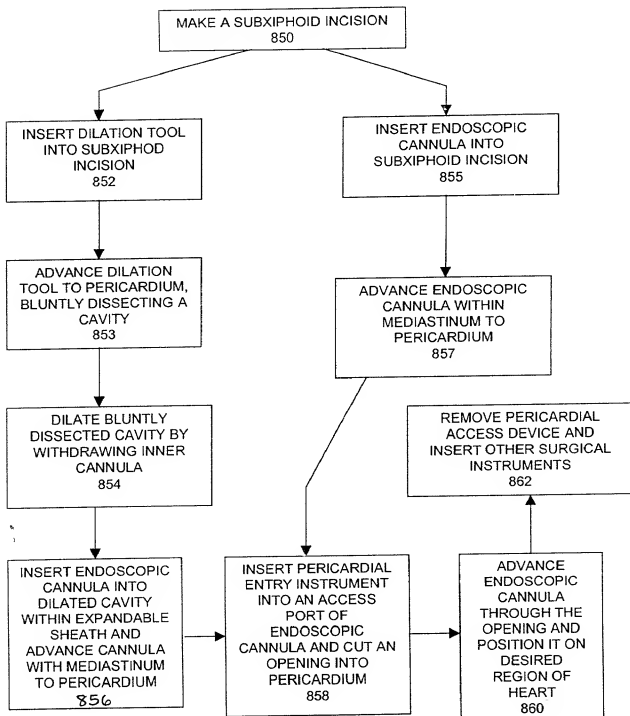 MAKE A SUBXIPHOID INCISION
850
INSERT DILATION TOOL
INTO SUBXIPHOD
INCISION
852
INSERT ENDOSCOPIC
CANNULA INTO
SUBXIPHOID INCISION
855
ADVANCE DILATION
TOOL TO PERICARDIUM,
BLUNTLY DISSECTING A
CAVITY
853
ADVANCE ENDOSCOPIC
CANNULA WITHIN
MEDIASTINUM TO
PERICARDIUM
857
DILATE BLUNTLY
DISSECTED CAVITY BY
WITHDRAWING INNER
CANNULA
854
REMOVE PERICARDIAL
ACCESS DEVICE AND
INSERT OTHER SURGICAL
INSTRUMENTS
862
INSERT ENDOSCOPIC
CANNULA INTO
DILATED CAVITY
WITHIN EXPANDABLE
SHEATH AND
ADVANCE CANNULA
WITH MEDIASTINUM
TO PERICARDIUM
856
INSERT PERICARDIAL
ENTRY INSTRUMENT
INTO AN ACCESS
PORT OF
ENDOSCOPIC
CANNULA AND CUT AN
OPENING INTO
PERICARDIUM
858
ADVANCE
ENDOSCOPIC
CANNULA
THROUGH THE
OPENING AND
POSITION IT ON
DESIRED
REGION OF
HEART
860